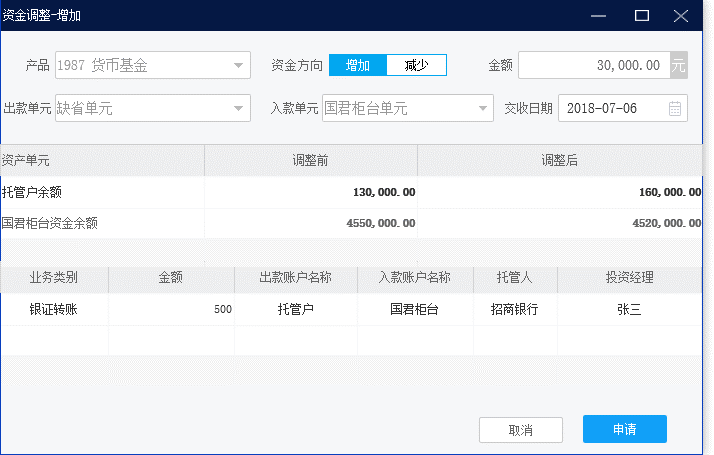 资金调整-增加
产品 1987 货币基金 资金方向 增加 减少 金额 30,000.00 元
出款单元 缺省单元 入款单元 国君柜台单元 交收日期 2018-07-06
资产单元 调整前 调整后
托管户余额 130,000.00 160,000.00
国君柜台资金余额 4550,000.00 4520,000.00
业务类别 金额 出款账户名称 入款账户名称 托管人 投资经理
银证转账 500 托管户 国君柜台 招商银行 张三
取消 申请